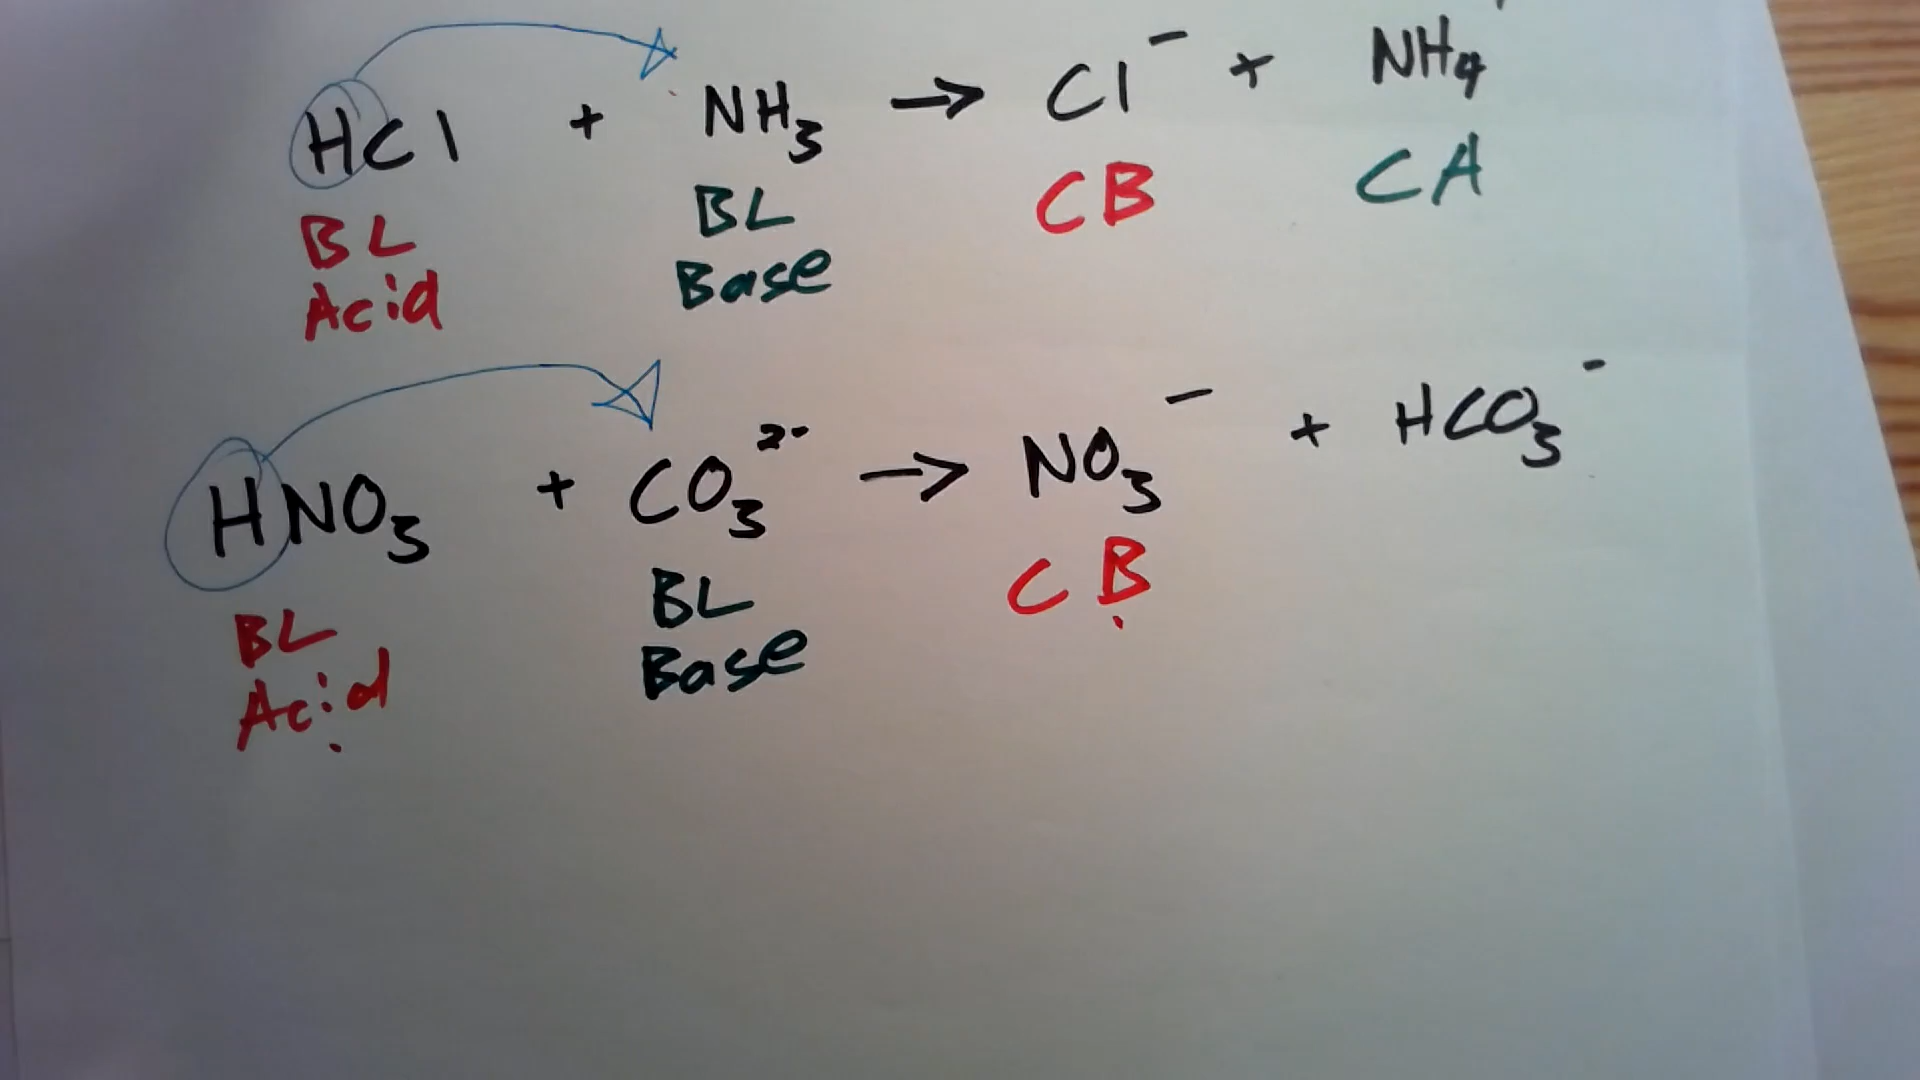 HCl + NH₃ → Cl⁻ + NH₄
BL BL CB CA
Acid Base
HNO₃ + CO₃²⁻ → NO₃⁻ + HCO₃⁻
BL BL CB
Acid Base